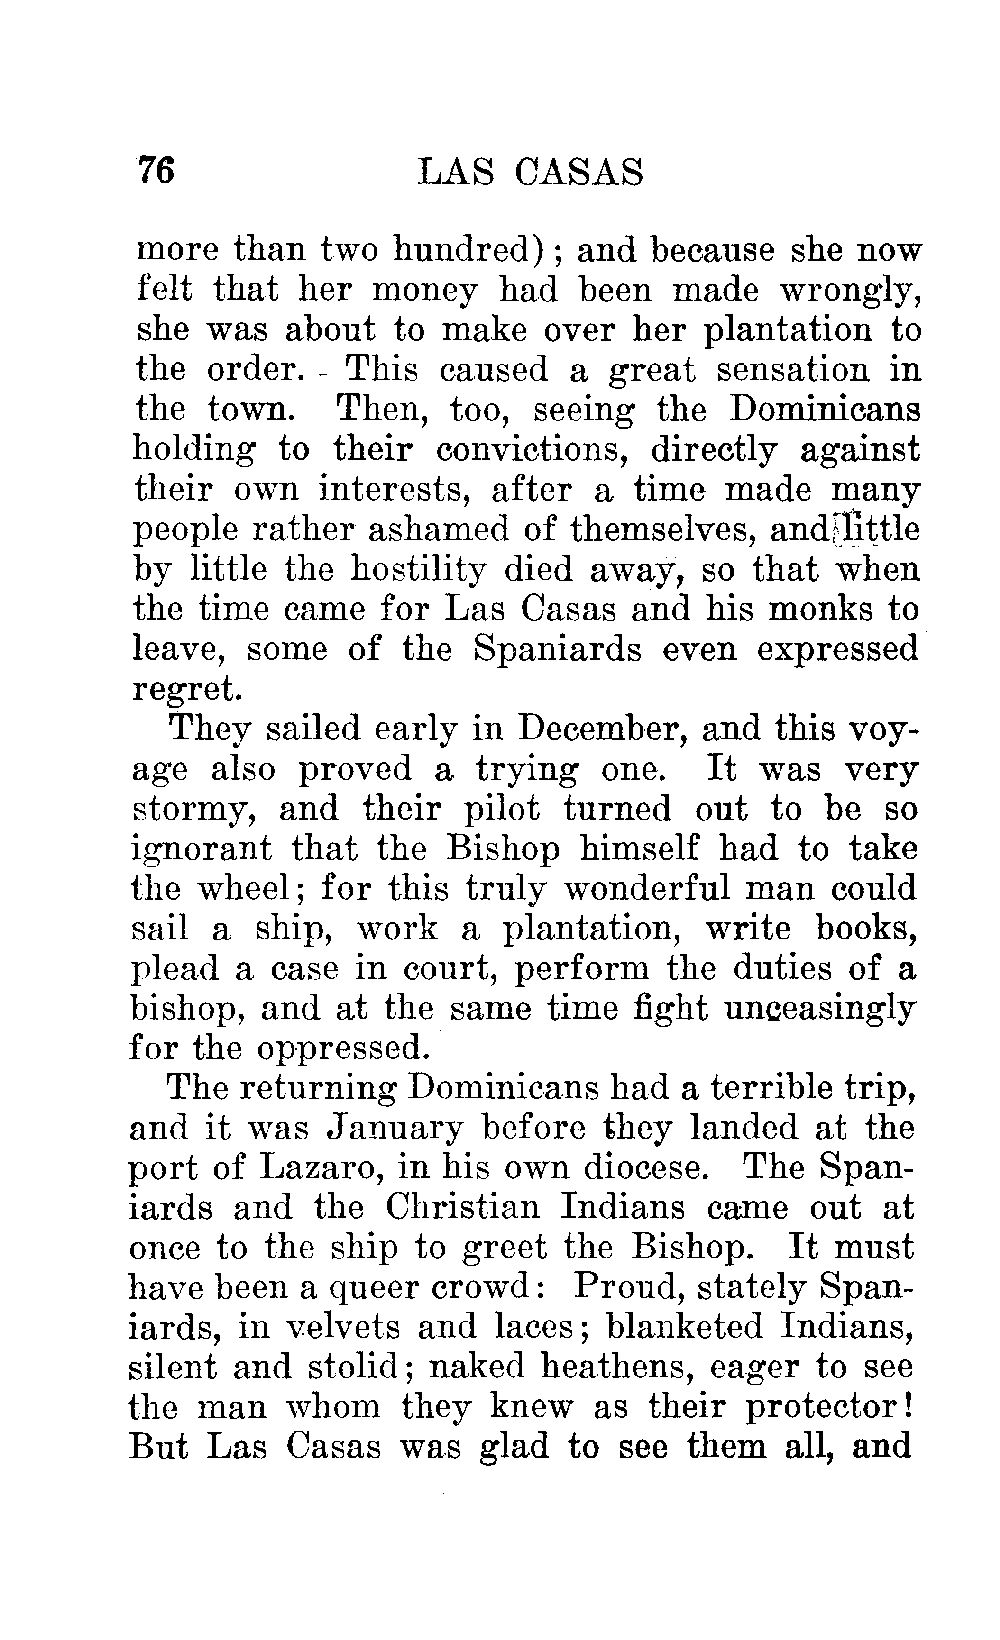 76 LAS CASAS
more than two hundred) ; and because she now
felt that her money had been made wrongly,
she was about to make over her plantation to
the order. - This caused a great sensation in
the town. Then, too, seeing the Dominicans
holding to their convictions, directly against
their own interests, after a time made many
people rather ashamed of themselves, and little
by little the hostility died away, so that when
the time came for Las Casas and his monks to
leave, some of the Spaniards even expressed
regret.
They sailed early in December, and this voy-
age also proved a trying one. It was very
stormy, and their pilot turned out to be so
ignorant that the Bishop himself had to take
the wheel; for this truly wonderful man could
sail a ship, work a plantation, write books,
plead a case in court, perform the duties of a
bishop, and at the same time fight unceasingly
for the oppressed.
The returning Dominicans had a terrible trip,
and it was January before they landed at the
port of Lazaro, in his own diocese. The Span-
iards and the Christian Indians came out at
once to the ship to greet the Bishop. It must
have been a queer crowd: Proud, stately Span-
iards, in velvets and laces; blanketed Indians,
silent and stolid; naked heathens, eager to see
the man whom they knew as their protector!
But Las Casas was glad to see them all, and